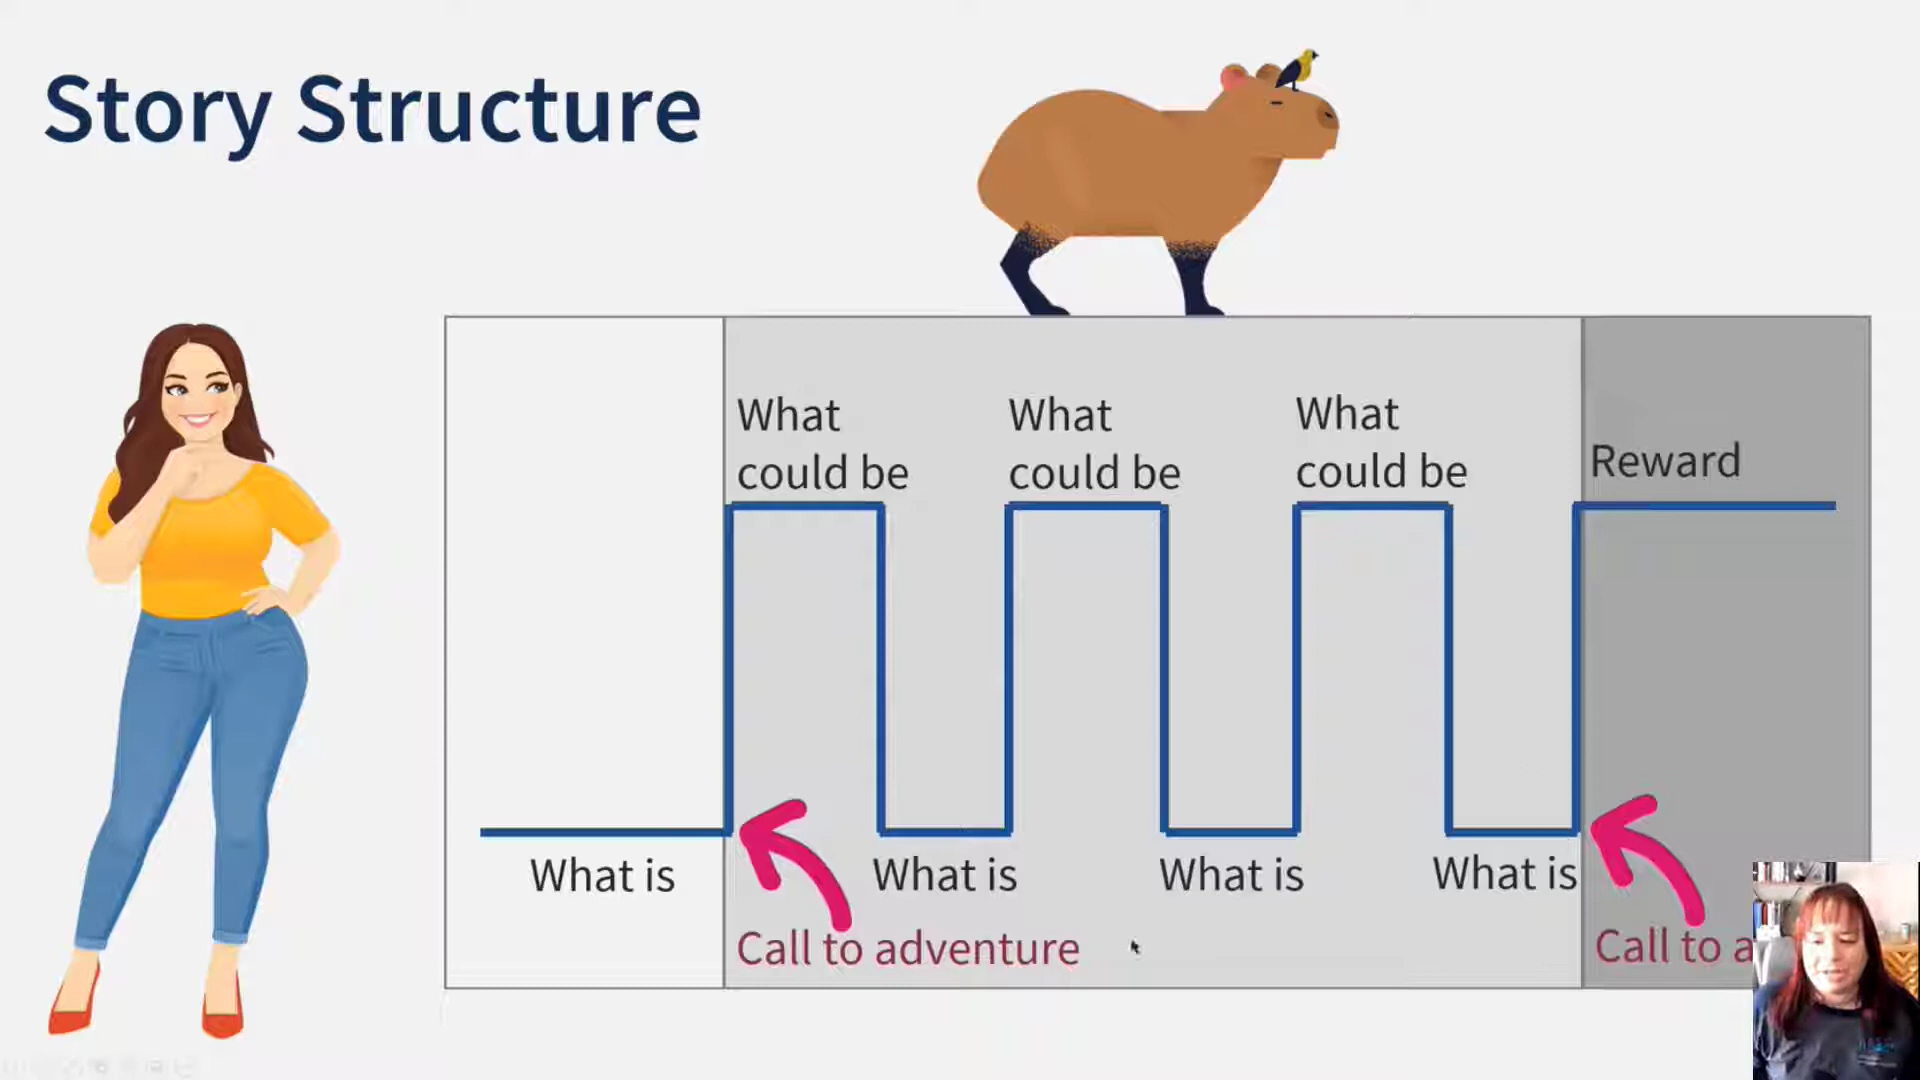 Story Structure
What
could be
What
could be
What
could be
Reward
What is
What is
What is
What is
Call to adventure
Call to a